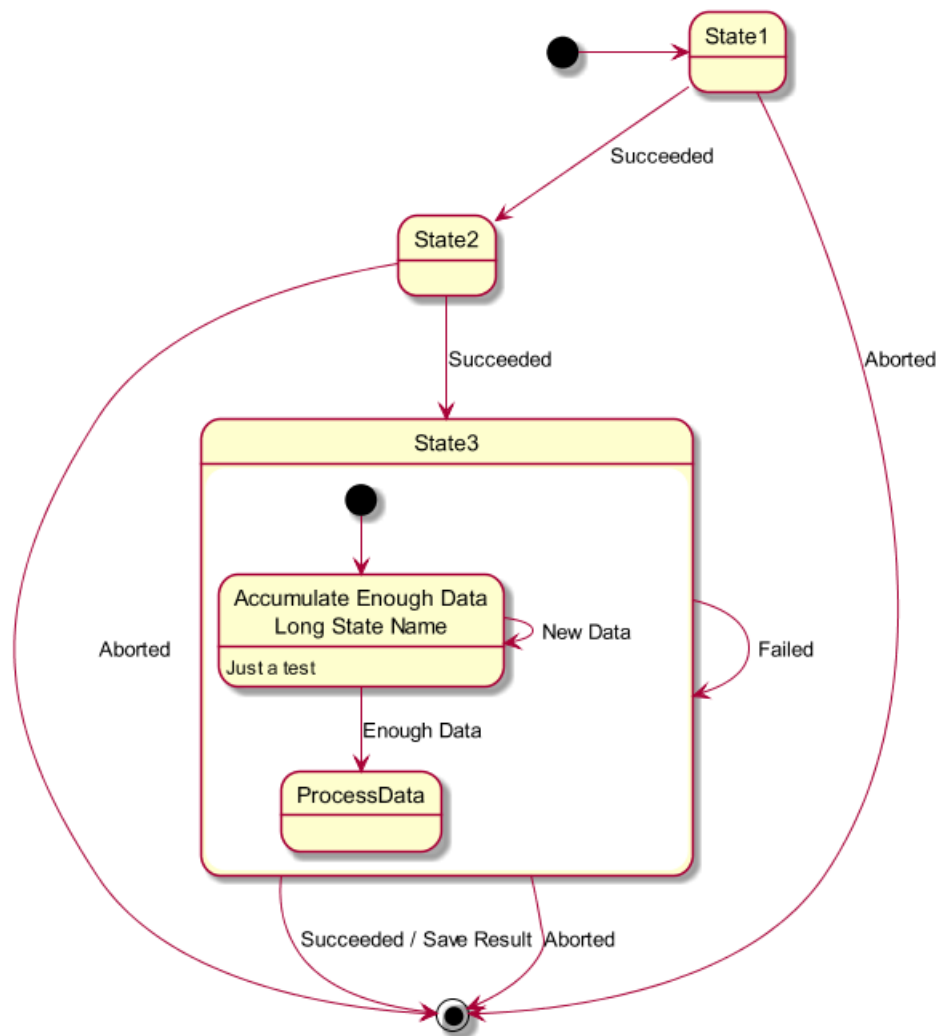 State1
Succeeded
State2
Succeeded
Aborted
State3
Accumulate Enough Data
Long State Name
New Data
Just a test
Aborted
Failed
Enough Data
ProcessData
Succeeded / Save Result
Aborted